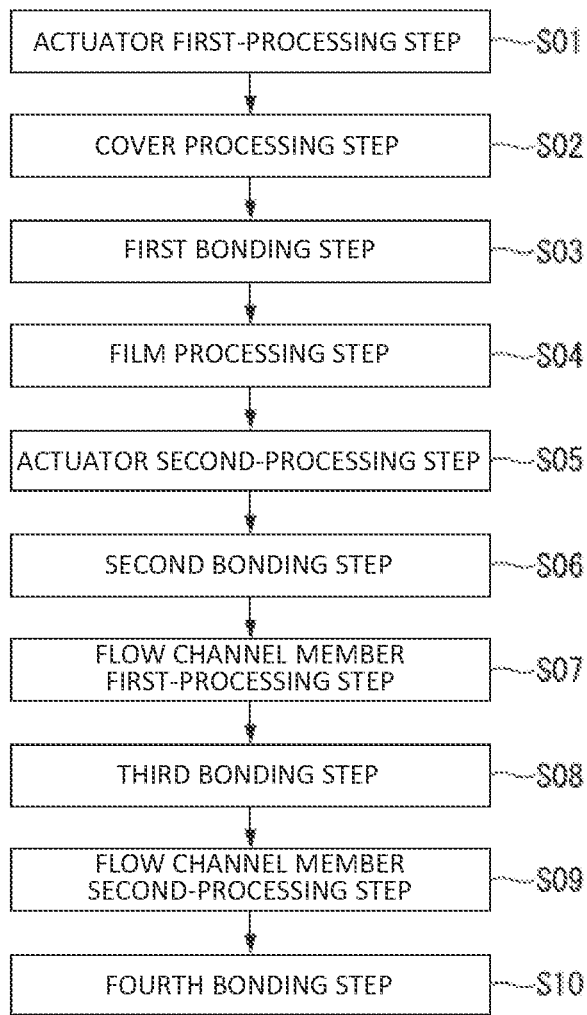 ACTUATOR FIRST-PROCESSING STEP S01
COVER PROCESSING STEP S02
FIRST BONDING STEP S03
FILM PROCESSING STEP S04
ACTUATOR SECOND-PROCESSING STEP S05
SECOND BONDING STEP S06
FLOW CHANNEL MEMBER
FIRST-PROCESSING STEP S07
THIRD BONDING STEP S08
FLOW CHANNEL MEMBER
SECOND-PROCESSING STEP S09
FOURTH BONDING STEP S10